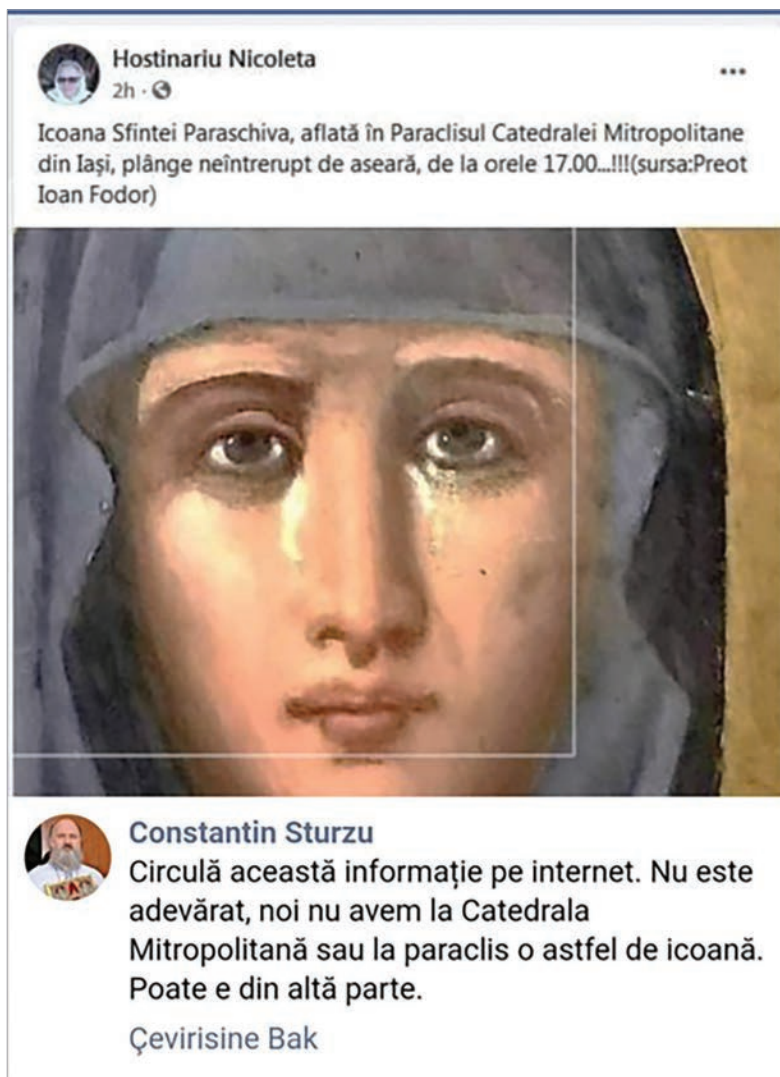 Hostinariu Nicoleta
2h ·
Icoana Sfintei Paraschiva, aflată în Paraclisul Catedralei Mitropolitane
din Iași, plânge neîntrerupt de aseară, de la orele 17.00...!!!(sursa:Preot
Ioan Fodor)
Constantin Sturzu
Circulă această informație pe internet. Nu este
adevărat, noi nu avem la Catedrala
Mitropolitană sau la paraclis o astfel de icoană.
Poate e din altă parte.
Çevirisine Bak